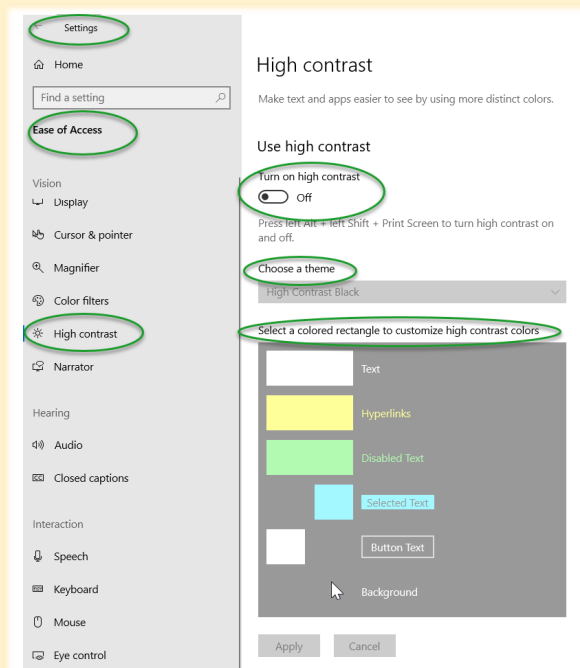 Settings
Home
Find a setting
Ease of Access
Vision
Display
Cursor & pointer
Magnifier
Color filters
High contrast
Narrator
Hearing
Audio
Closed captions
Interaction
Speech
Keyboard
Mouse
Eye control
High contrast
Make text and apps easier to see by using more distinct colors.
Use high contrast
Turn on high contrast
Off
Press left Alt + left Shift + Print Screen to turn high contrast on
and off.
Choose a theme
High Contrast Black
Select a colored rectangle to customize high contrast colors
Text
Hyperlinks
Disabled Text
Selected Text
Button Text
Background
Apply Cancel